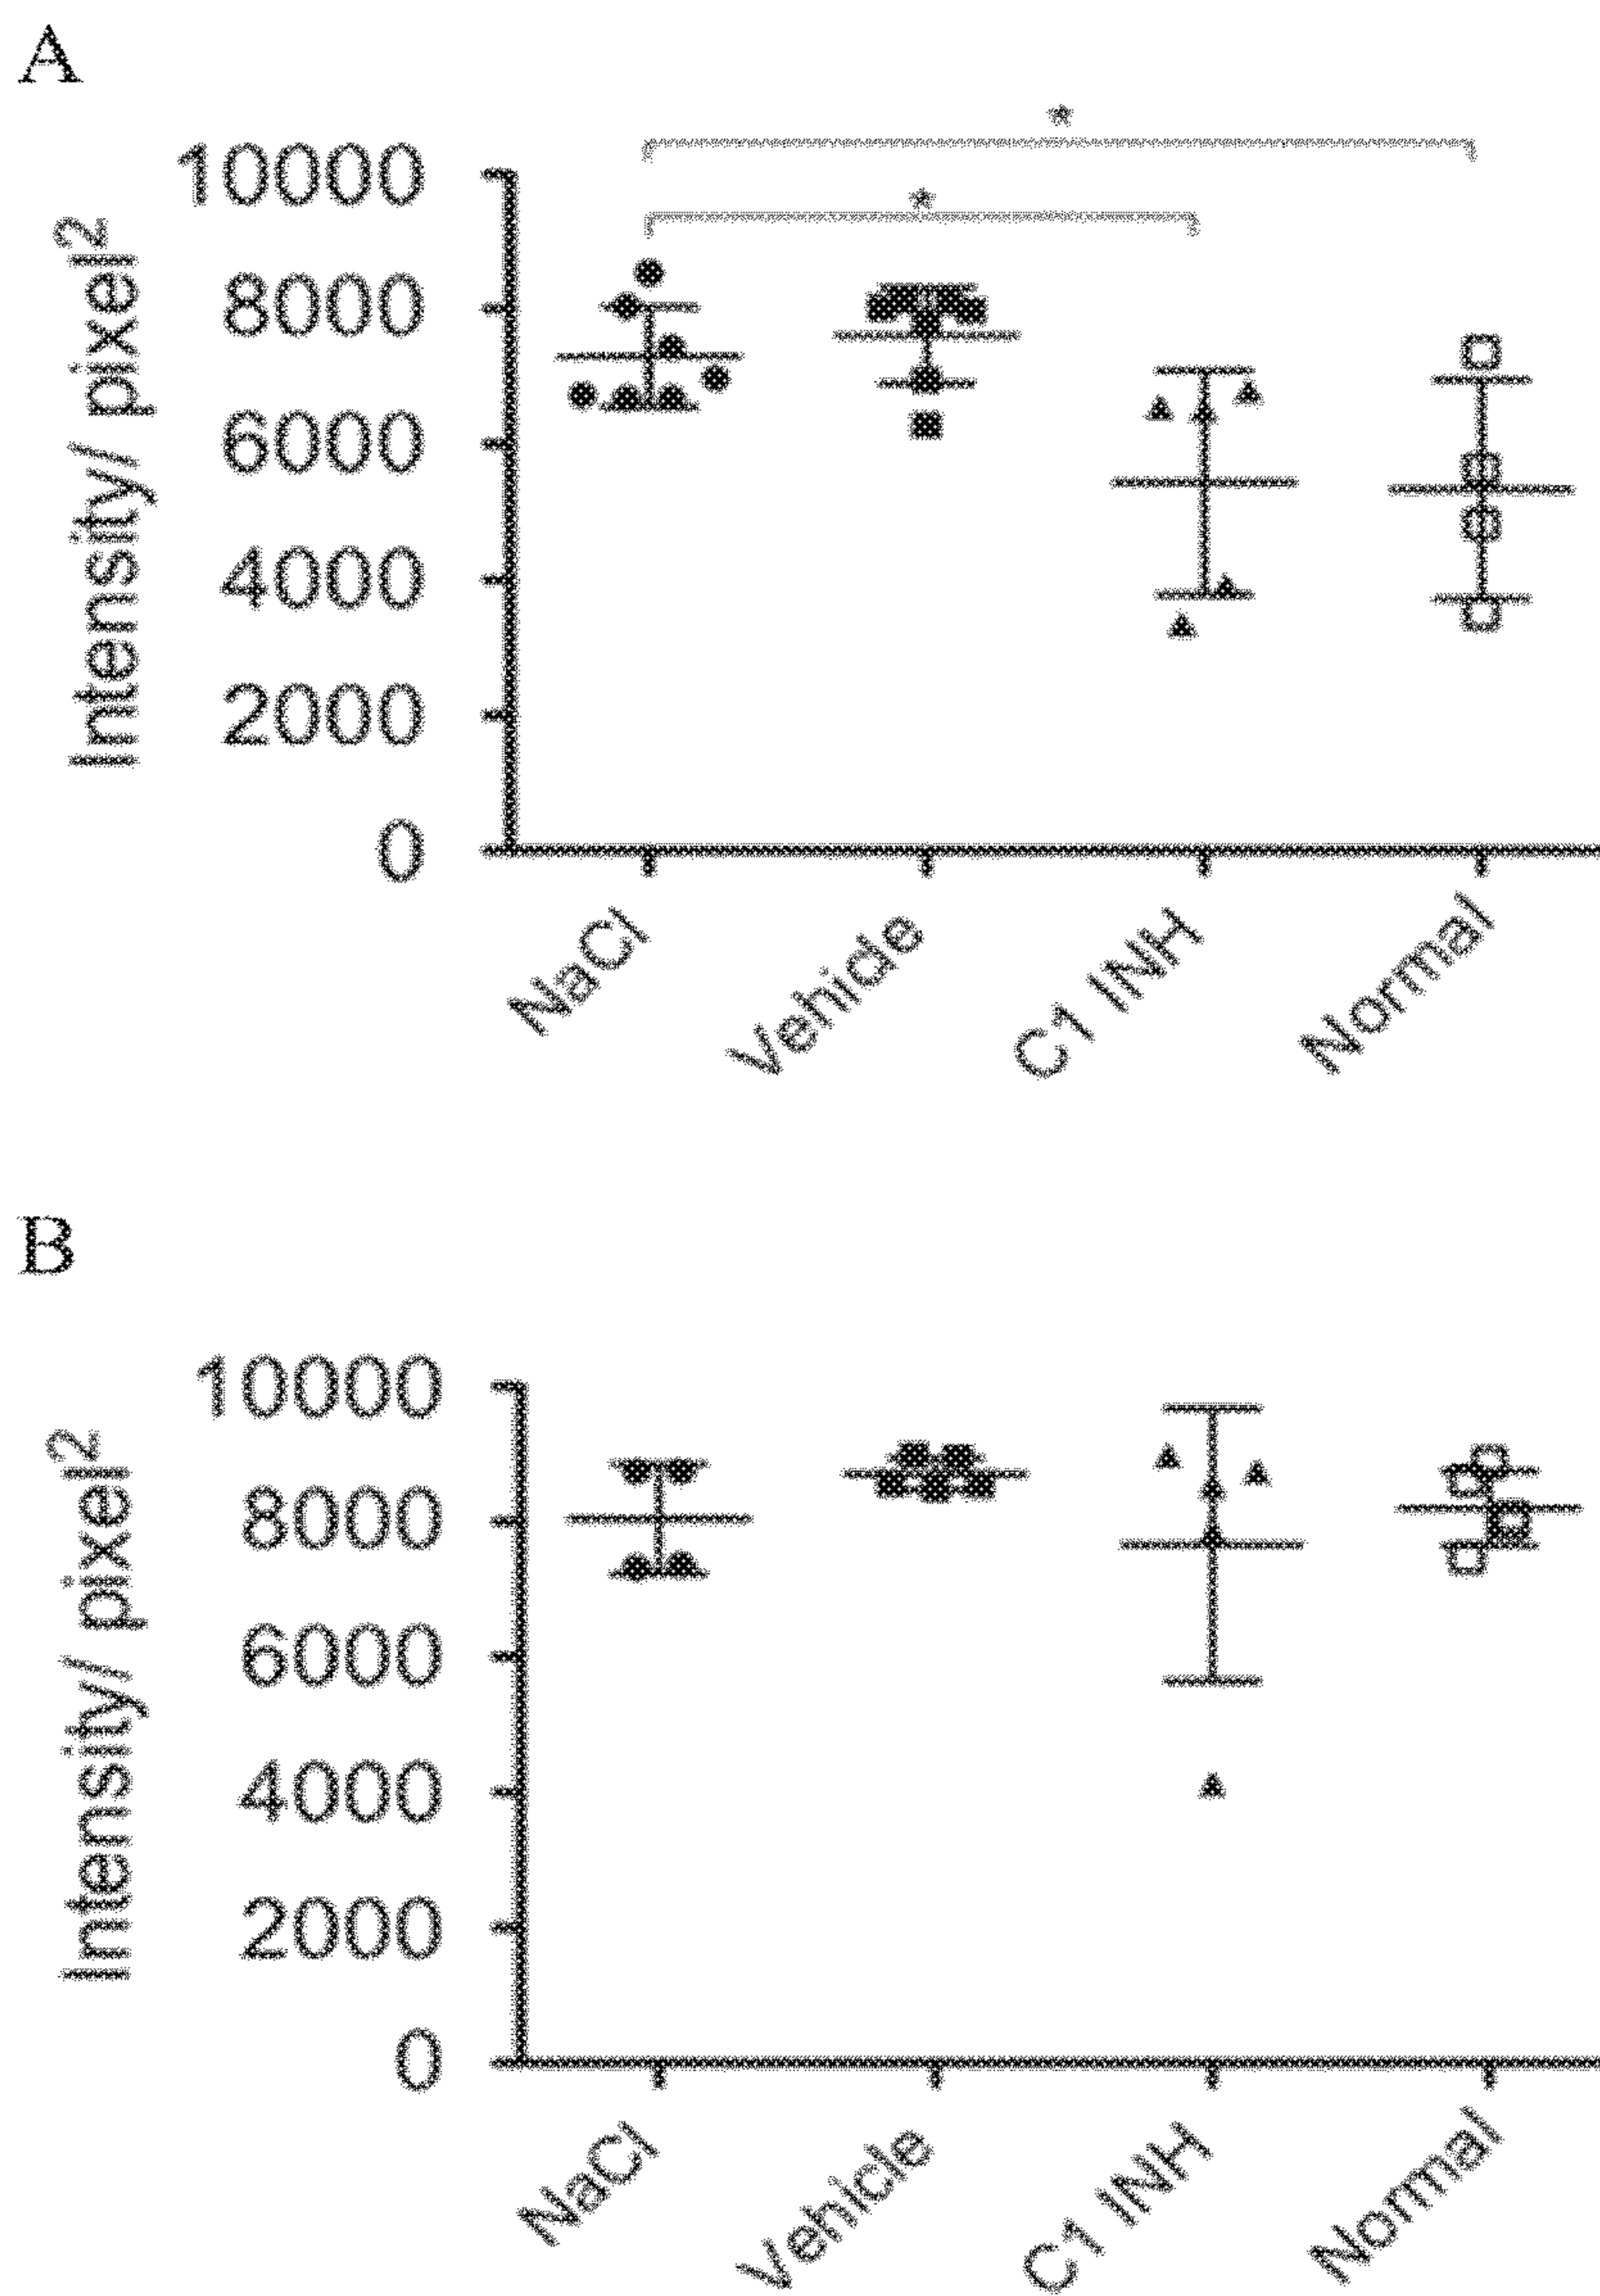 A
*
*
10000
8000
6000
4000
2000
0
Intensity/ pixel2
NaCl
Vehicle
C1 INH
Normal
B
10000
8000
6000
4000
2000
0
Intensity/ pixel2
NaCl
Vehicle
C1 INH
Normal